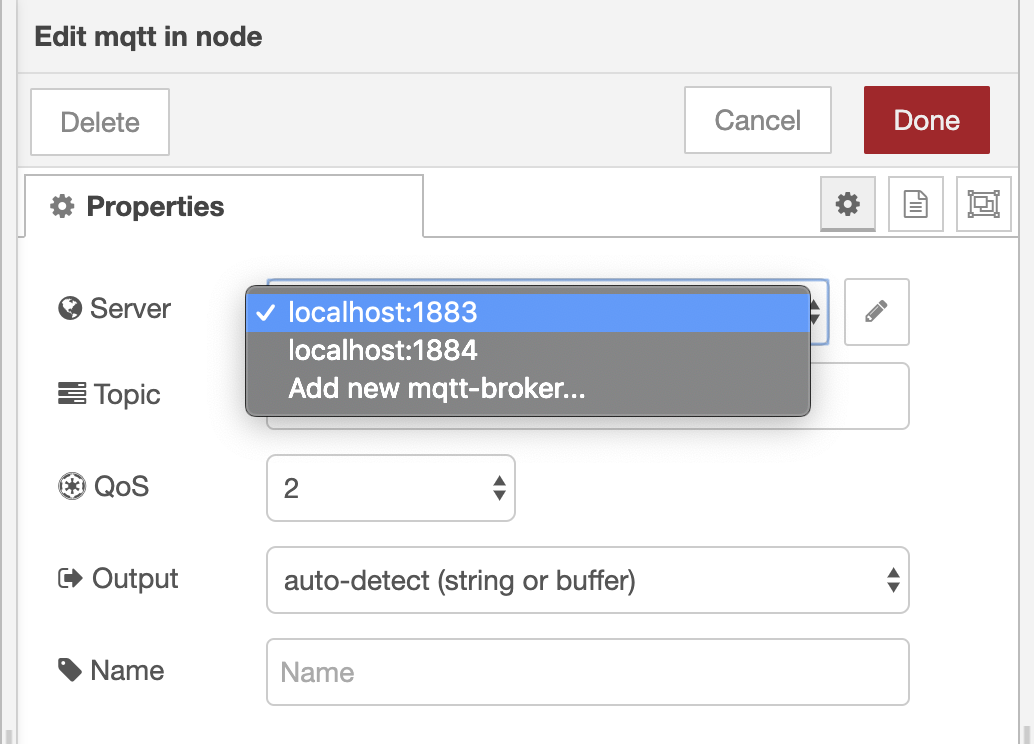 Edit mqtt in node
Delete
Cancel
Done
Properties
Server
localhost:1883
localhost:1884
Add new mqtt-broker...
Topic
QoS
2
Output
auto-detect (string or buffer)
Name
Name